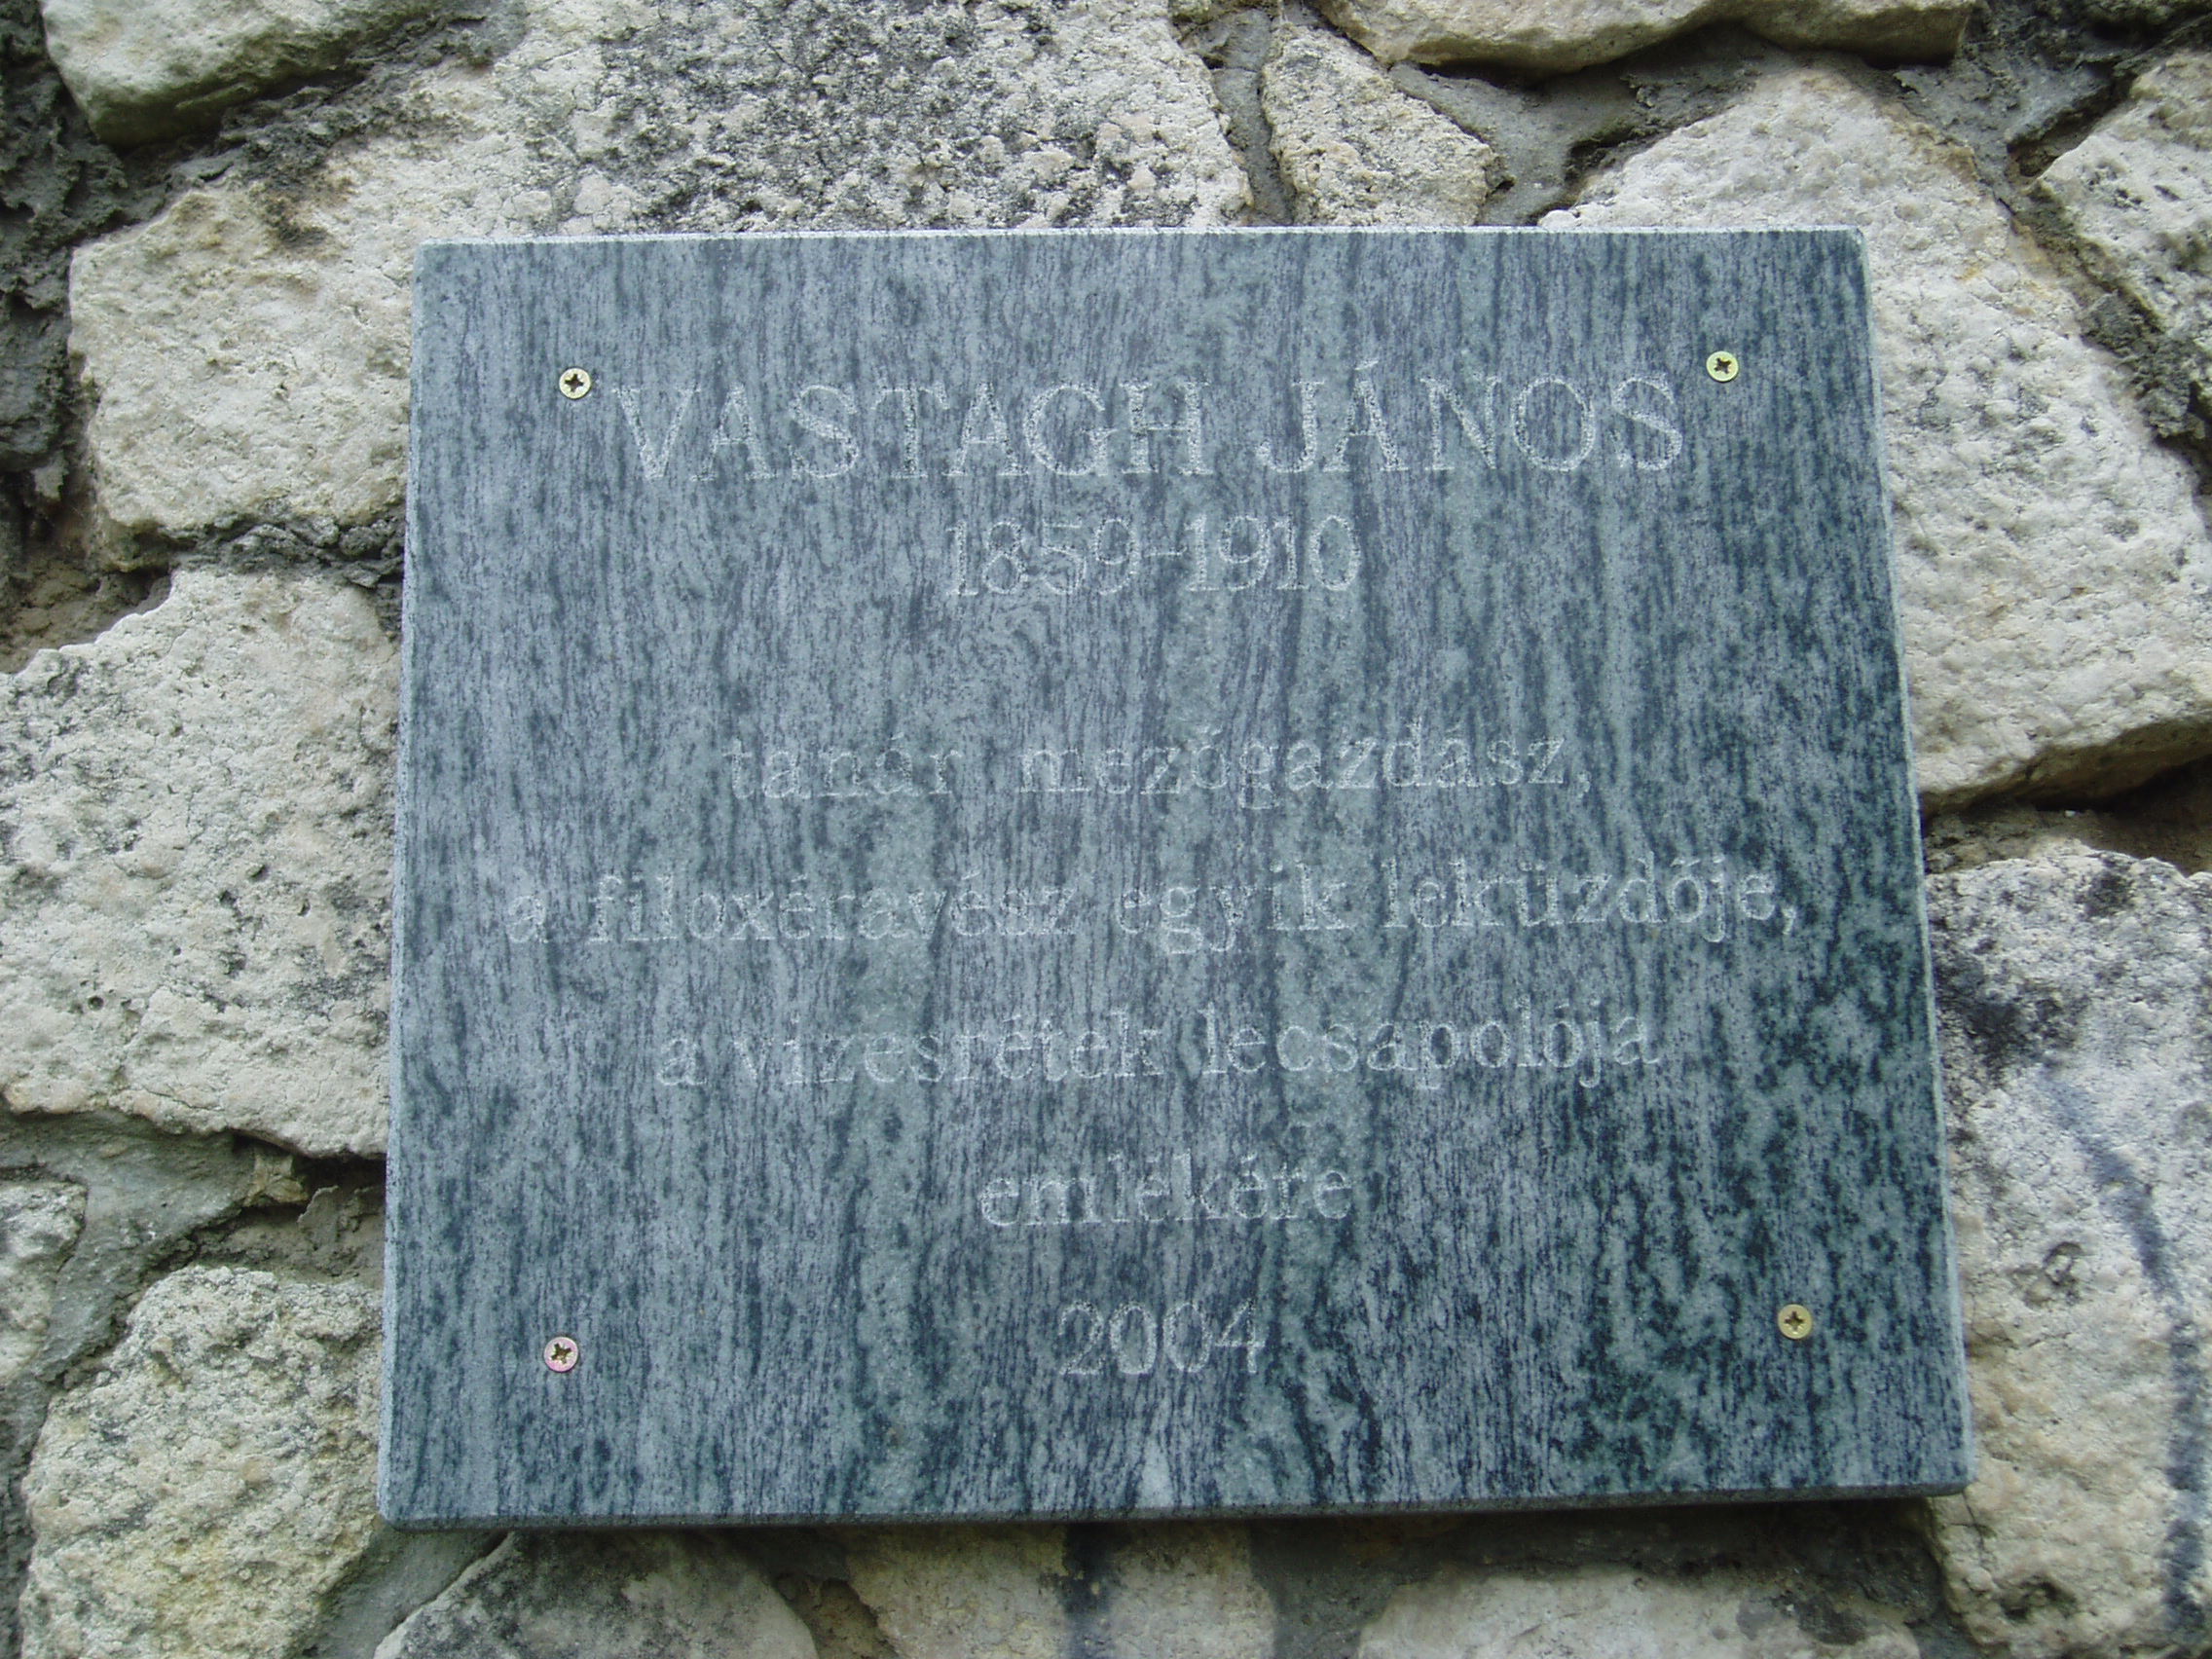 VASTAGH JÁNOS
1859-1910
tanár mezőgazdász,
a filoxéravész egyik leküzdője,
a vizesrétek lecsapolója
emlékére
2004